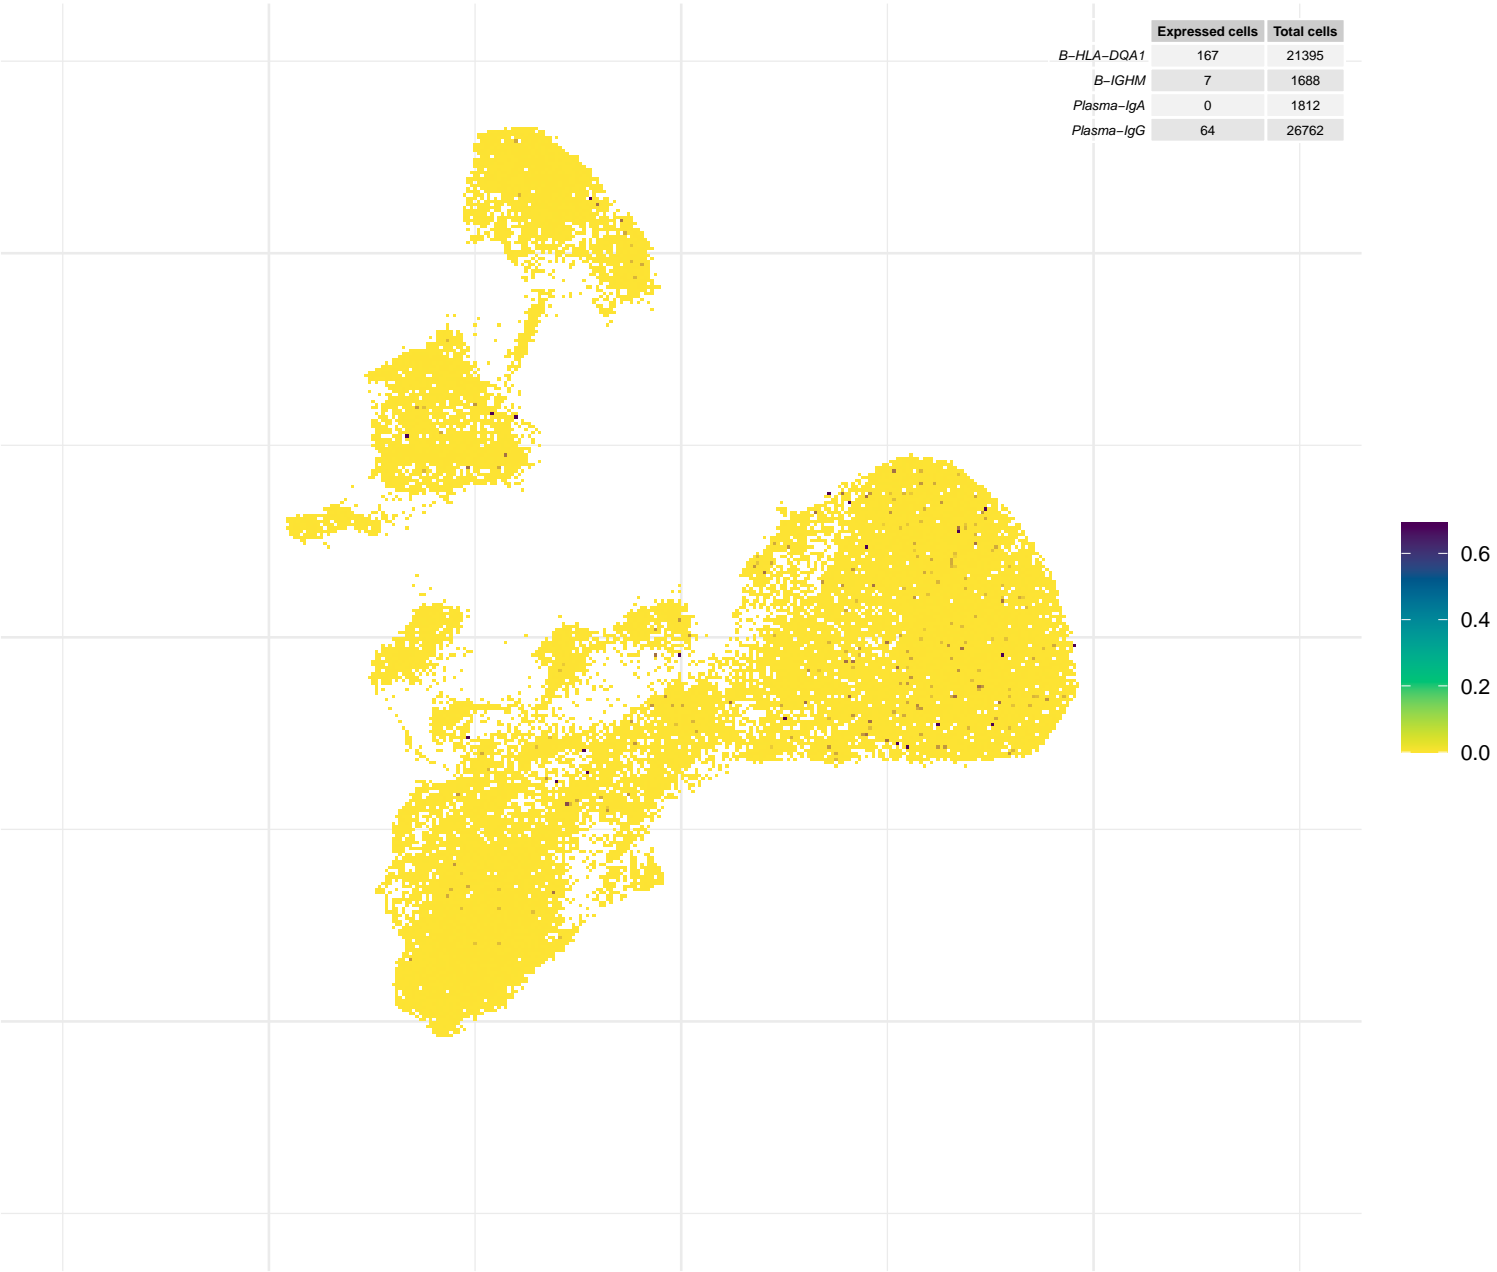 Expressed cells Total cells
B−HLA−DQA1 167 21395
B−IGHM 7 1688
Plasma−IgA 0 1812
Plasma−IgG 64 26762
0.6
0.4
0.2
0.0